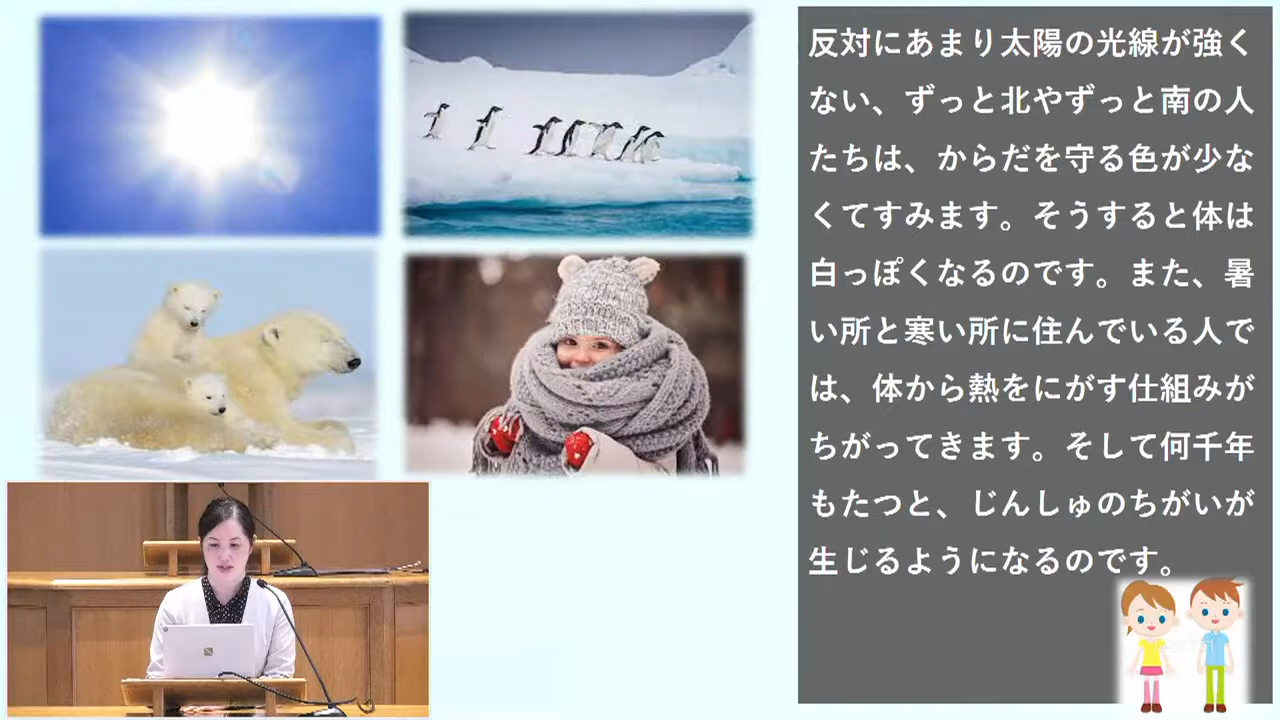 反対にあまり太陽の光線が強く
ない、ずっと北やずっと南の人
たちは、からだを守る色が少な
くてすみます。そうすると体は
白っぽくなるのです。また、暑
い所と寒い所に住んでいる人で
は、体から熱をにがす仕組みが
ちがってきます。そして何千年
もたつと、じんしゅのちがいが
生じるようになるのです。